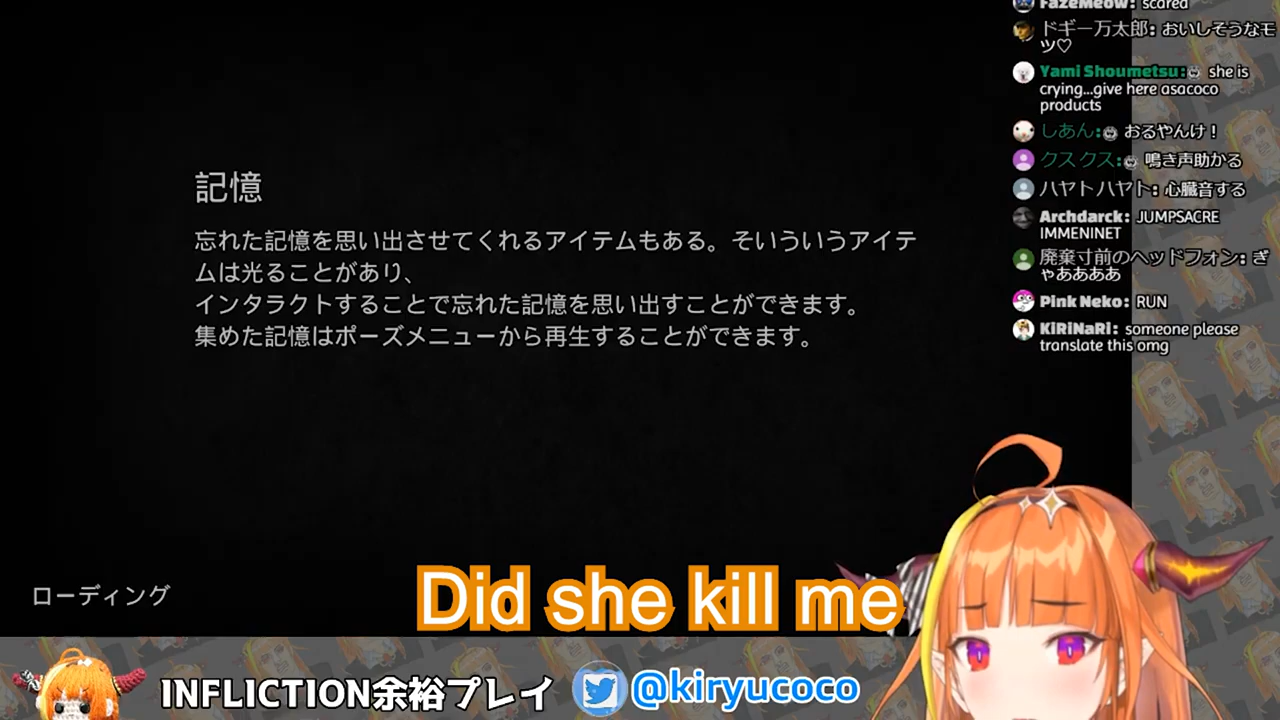 FazeMeow: scared
ドギー万太郎: おいしそうなモ
ツ♡
Yami Shoumetsu: she is
crying...give here asacoco
products
しあん: おるやんけ！
クスクス: 鳴き声助かる
ハヤトハヤト: 心臓音する
Archdarck: JUMPSACRE
IMMENINET
廃棄寸前のヘッドフォン: ぎ
ゃああああ
Pink Neko: RUN
KiRiNaRi: someone please
translate this omg
記憶
忘れた記憶を思い出させてくれるアイテムもある。そいういうアイテ
ムは光ることがあり、
インタラクトすることで忘れた記憶を思い出すことができます。
集めた記憶はポーズメニューから再生することができます。
ローディング
Did she kill me
INFLICTION余裕プレイ
@kiryucoco